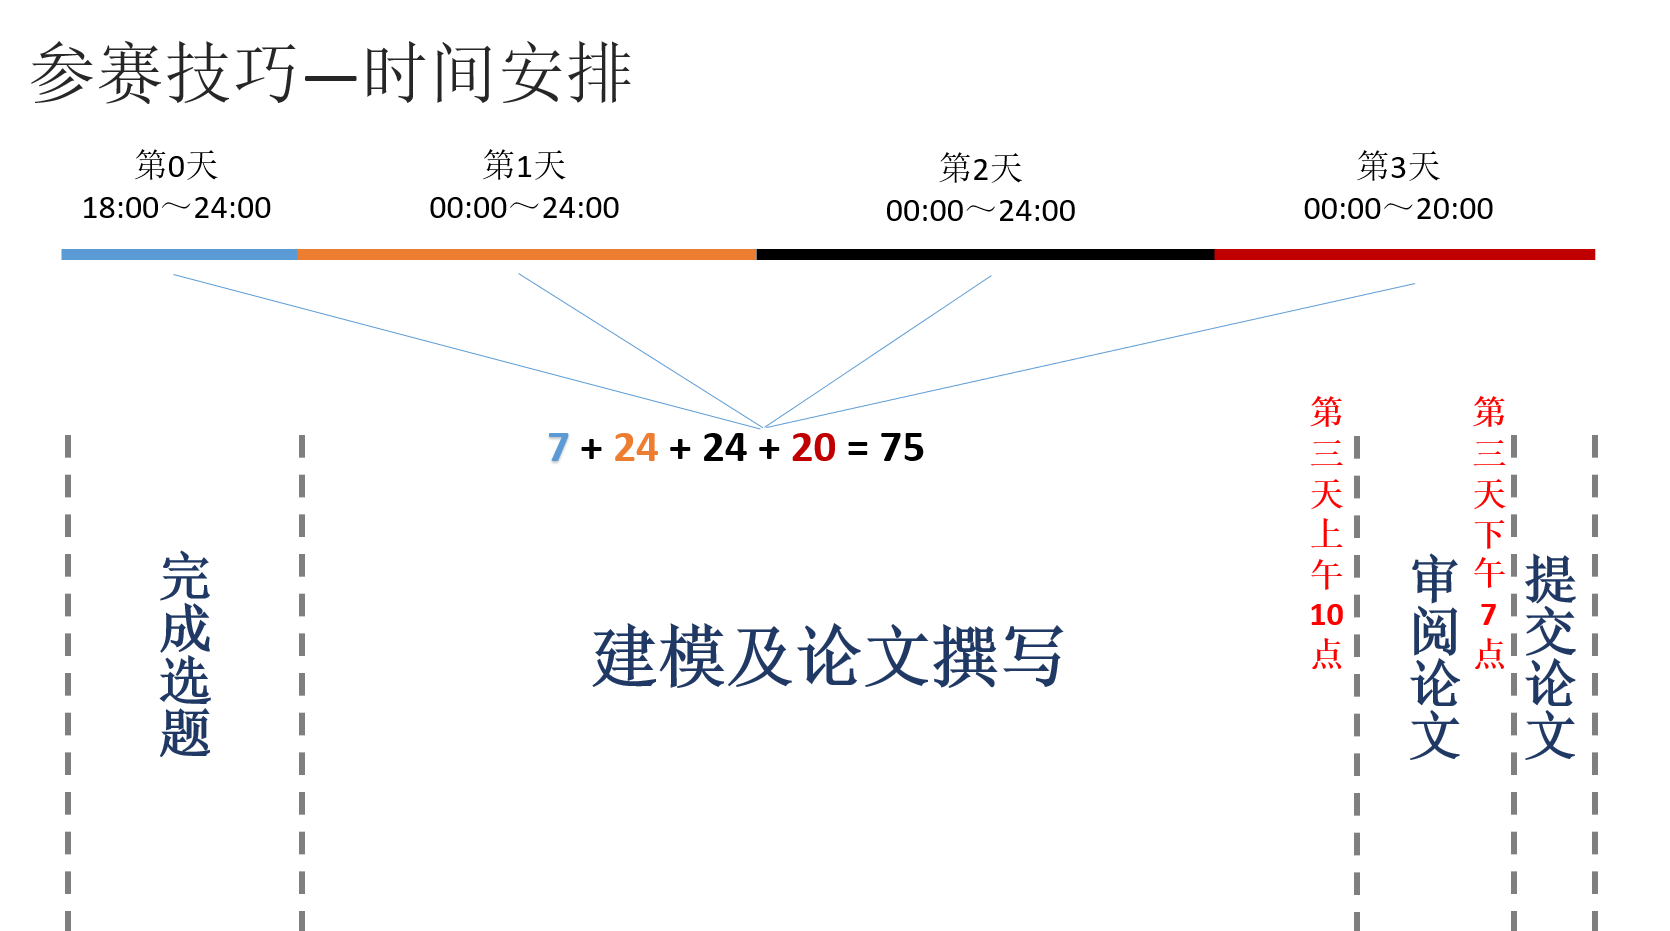 参赛技巧—时间安排
第0天
18:00～24:00
第1天
00:00～24:00
第2天
00:00～24:00
第3天
00:00～20:00
7 + 24 + 24 + 20 = 75
完成选题
建模及论文撰写
第三天上午10点
审阅论文
第三天下午7点
提交论文